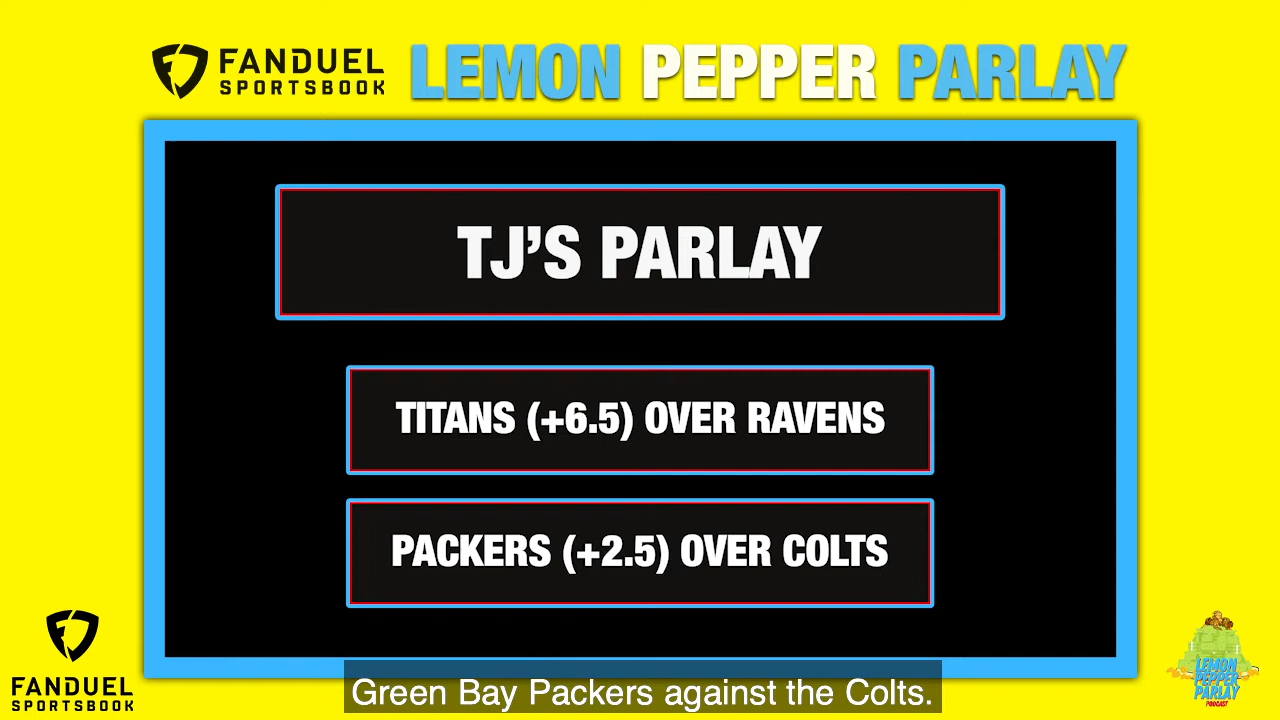 FANDUEL
SPORTSBOOK
LEMON PEPPER PARLAY
TJ'S PARLAY
TITANS (+6.5) OVER RAVENS
PACKERS (+2.5) OVER COLTS
FANDUEL
SPORTSBOOK
LEMON
PEPPER
PARLAY
PODCAST
Green Bay Packers against the Colts.